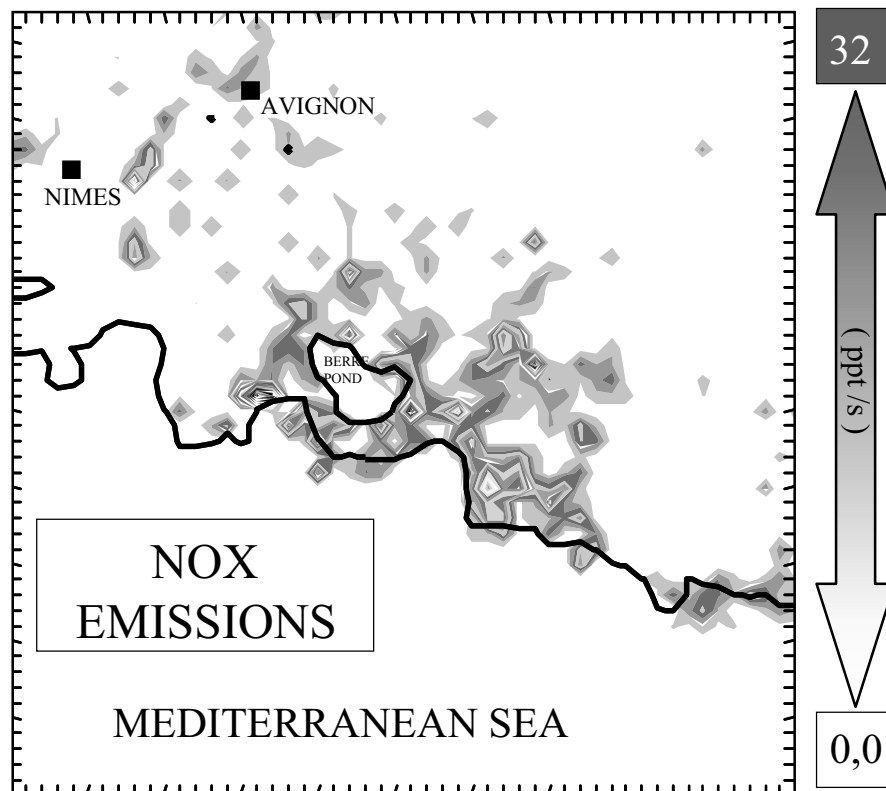 32
AVIGNON
NIMES
BERRE
POND
( ppt / s )
NOX
EMISSIONS
MEDITERRANEAN SEA
0,0